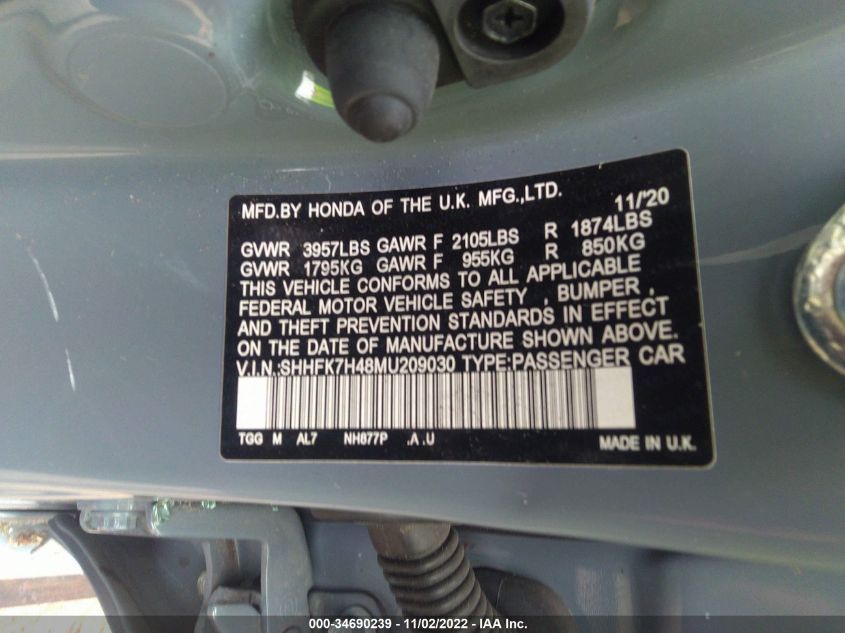 MFD.BY HONDA OF THE U.K. MFG.,LTD. 11/'20
GVWR 3957LBS GAWR F 2105LBS R 1874LBS
GVWR 1795KG GAWR F 955KG R 850KG
THIS VEHICLE CONFORMS TO ALL APPLICABLE
FEDERAL MOTOR VEHICLE SAFETY , BUMPER ,
AND THEFT PREVENTION STANDARDS IN EFFECT
ON THE DATE OF MANUFACTURE SHOWN ABOVE.
V.I.N.:SHHFK7H48MU209030 TYPE:PASSENGER CAR
TGG M AL7 NH877P .A .U MADE IN U.K.
000-34690239 - 11/02/2022 - IAA Inc.